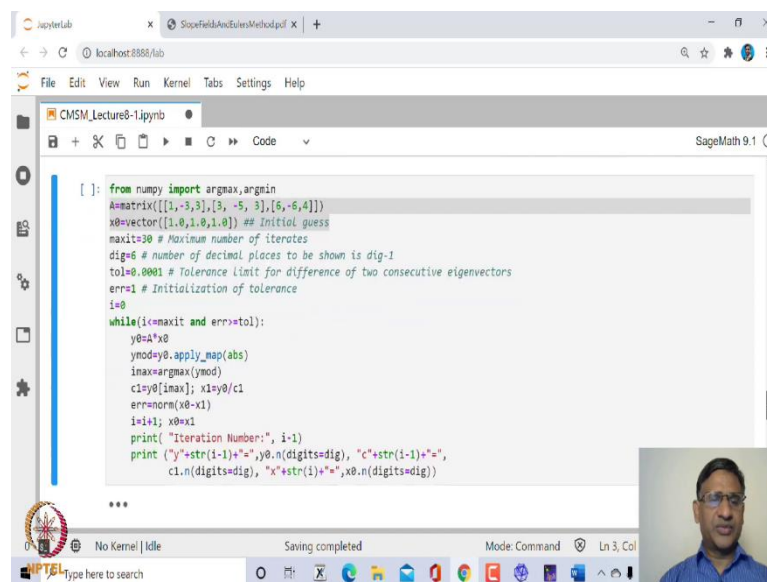 JupyterLab
SlopeFieldsAndEulersMethod.pdf
localhost:8888/lab
File Edit View Run Kernel Tabs Settings Help
CMSM_Lecture8-1.ipynb
Code
SageMath 9.1
[ ]: from numpy import argmax,argmin
A=matrix([[1,-3,3],[3, -5, 3],[6,-6,4]])
x0=vector([1.0,1.0,1.0]) ## Initial guess
maxit=30 # Maximum number of iterates
dig=6 # number of decimal places to be shown is dig-1
tol=0.0001 # Tolerance limit for difference of two consecutive eigenvectors
err=1 # Initialization of tolerance
i=0
while(i<=maxit and err>=tol):
y0=A*x0
ymod=y0.apply_map(abs)
imax=argmax(ymod)
c1=y0[imax]; x1=y0/c1
err=norm(x0-x1)
i=i+1; x0=x1
print( "Iteration Number:", i-1)
print ("y"+str(i-1)+"=",y0.n(digits=dig), "c"+str(i-1)+"=",
c1.n(digits=dig), "x"+str(i)+"=",x0.n(digits=dig))
•••
0 No Kernel | Idle Saving completed Mode: Command Ln 3, Col
NPTEL Type here to search